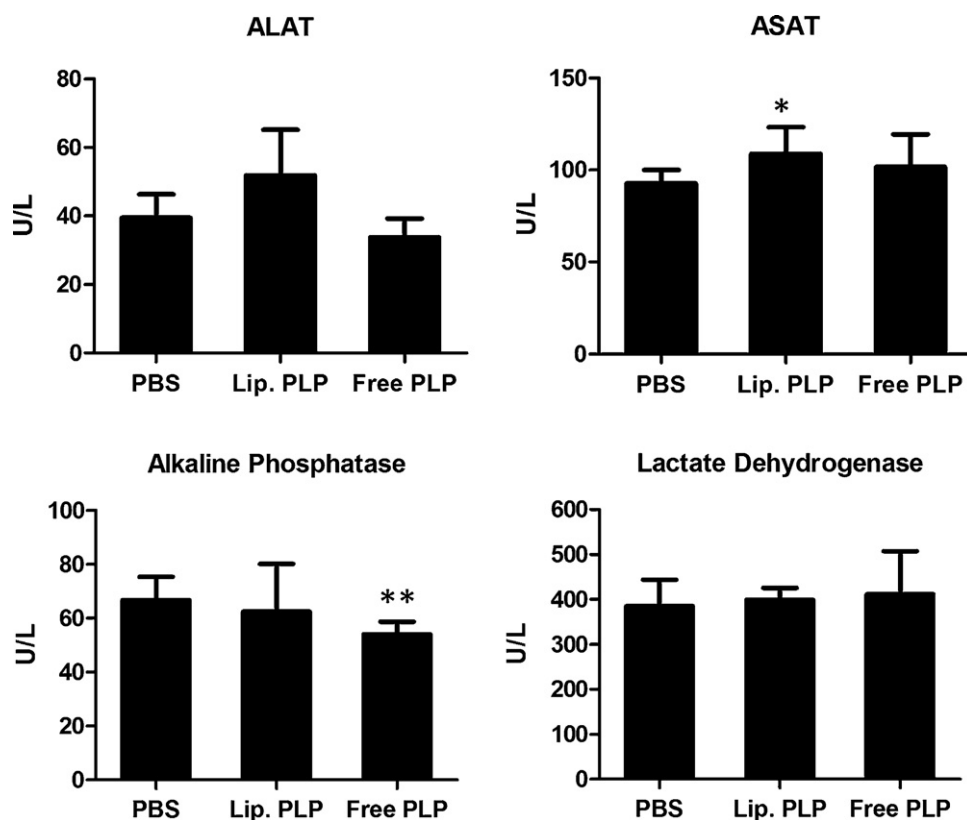 ALAT
80
60
40
20
0
U/L
PBS Lip. PLP Free PLP
ASAT
150
100
50
0
U/L
*
PBS Lip. PLP Free PLP
Alkaline Phosphatase
100
80
60
40
20
0
U/L
**
PBS Lip. PLP Free PLP
Lactate Dehydrogenase
600
500
400
300
200
100
0
U/L
PBS Lip. PLP Free PLP